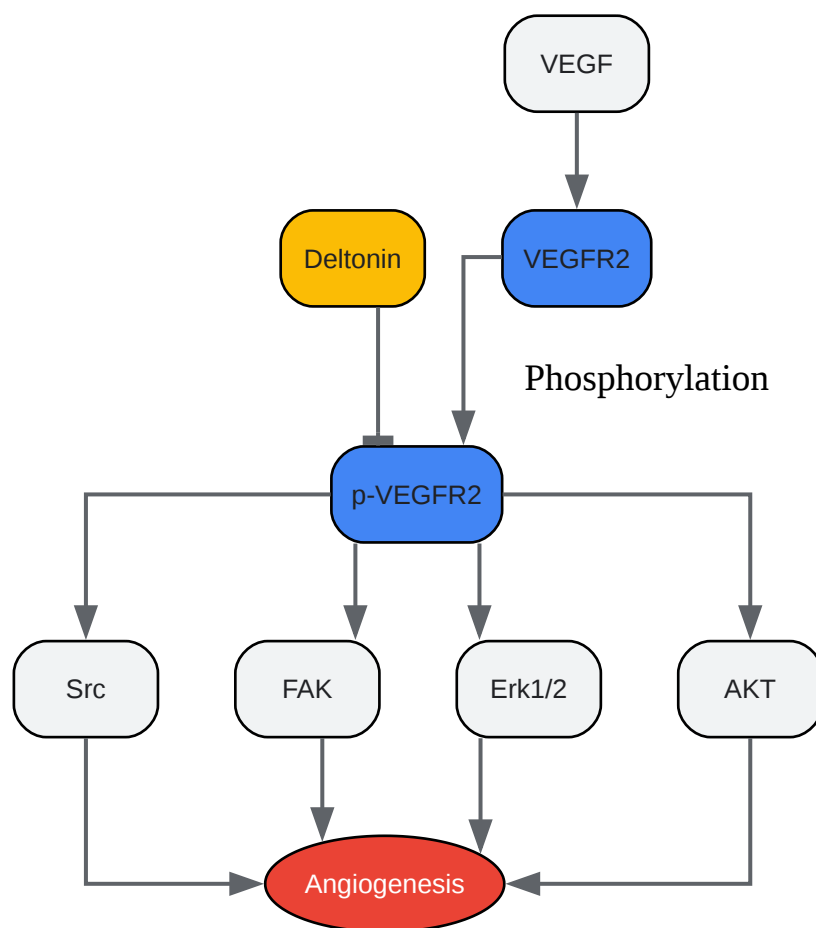 VEGF
Deltonin
VEGFR2
Phosphorylation
p-VEGFR2
Src
FAK
Erk1/2
AKT
Angiogenesis